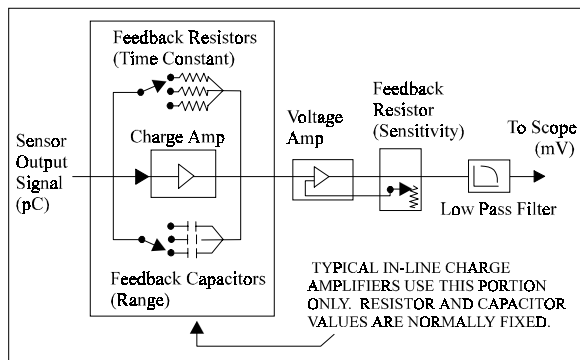 Feedback Resistors
(Time Constant)
Charge Amp
Sensor
Output
Signal
(pC)
Feedback Capacitors
(Range)
Voltage
Amp
Feedback
Resistor
(Sensitivity)
To Scope
(mV)
Low Pass Filter
TYPICAL IN-LINE CHARGE
AMPLIFIERS USE THIS PORTION
ONLY. RESISTOR AND CAPACITOR
VALUES ARE NORMALLY FIXED.